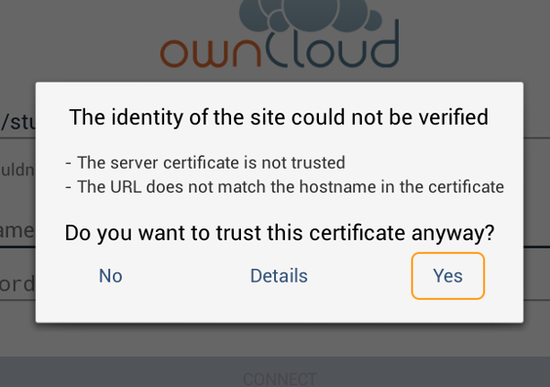 ownCloud
The identity of the site could not be verified
/stu
- The server certificate is not trusted
uldn
- The URL does not match the hostname in the certificate
ame
Do you want to trust this certificate anyway?
ord
No Details Yes
CONNECT